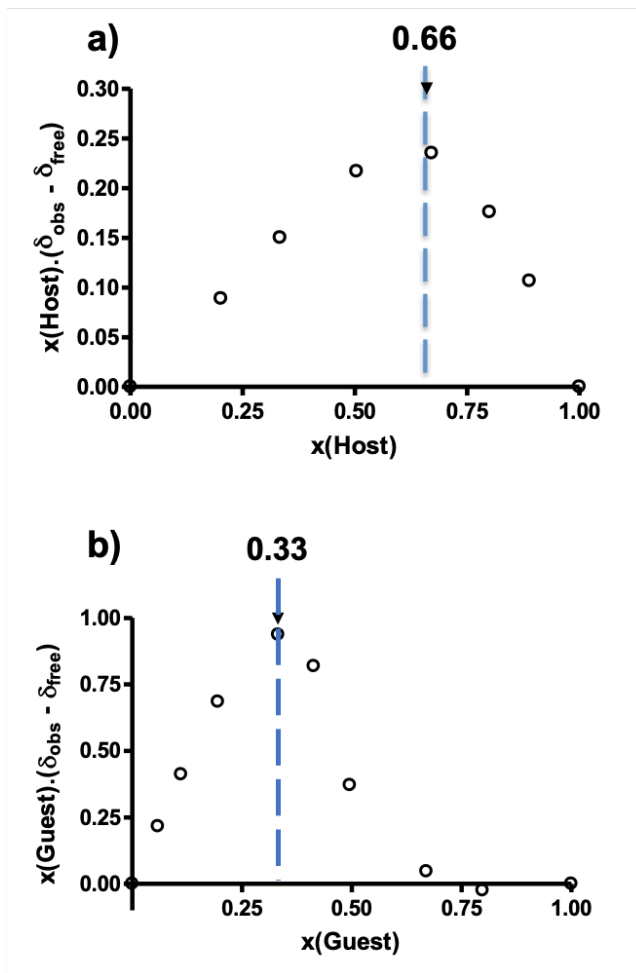 a)
0.66
x(Host).(δobs - δfree)
0.30
0.25
0.20
0.15
0.10
0.05
0.00
0.00 0.25 0.50 0.75 1.00
x(Host)
b)
0.33
x(Guest).(δobs - δfree)
1.00
0.75
0.50
0.25
0.00
0.25 0.50 0.75 1.00
x(Guest)